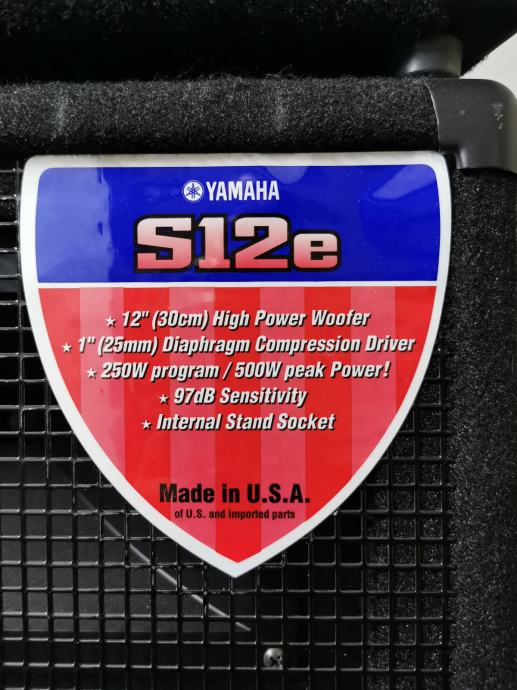 YAMAHA
S12e
★ 12" (30cm) High Power Woofer
★ 1" (25mm) Diaphragm Compression Driver
★ 250W program / 500W peak Power!
★ 97dB Sensitivity
★ Internal Stand Socket
Made in U.S.A.
of U.S. and imported parts